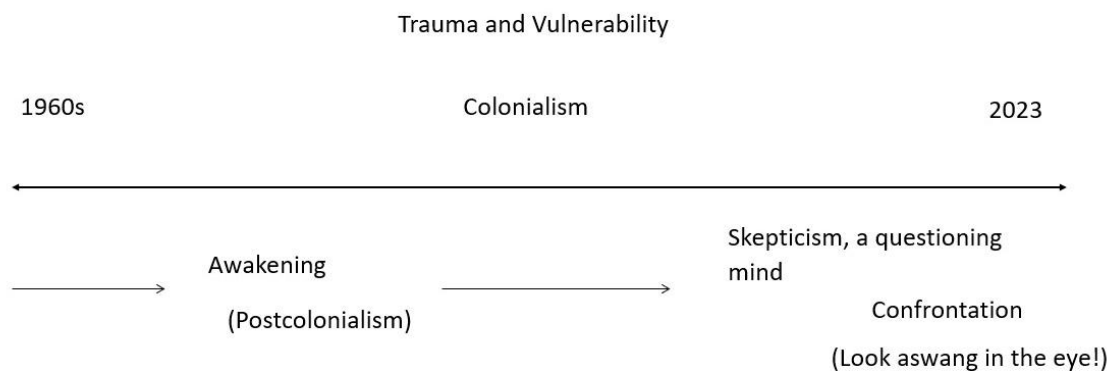 Trauma and Vulnerability
1960s
Colonialism
2023
Awakening
(Postcolonialism)
Skepticism, a questioning
mind
Confrontation
(Look aswang in the eye!)